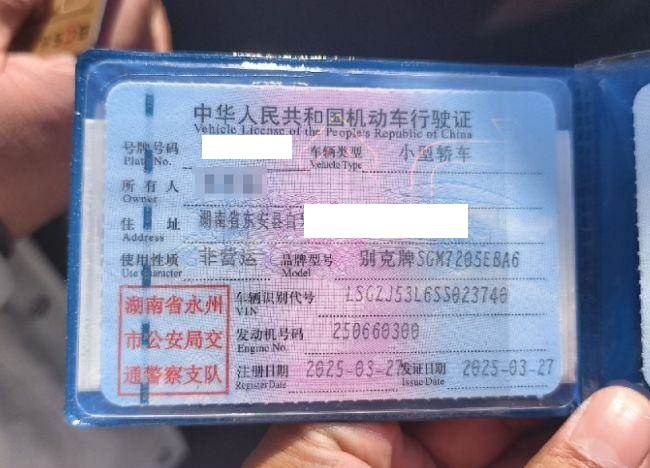 中华人民共和国机动车行驶证
Vehicle License of the People's Republic of China
号牌号码 车辆类型 小型轿车
Plate No. Vehicle Type
所有人
Owner
住址 湖南省东安县
Address
使用性质 非营运 品牌型号 别克牌SGM7205EBA6
Use Character Model
湖南省永州
市公安局交
通警察支队
车辆识别代号 LSGZJ53L6SS023740
VIN
发动机号码 250660300
Engine No.
注册日期 2025-03-27 发证日期 2025-03-27
Register Date Issue Date